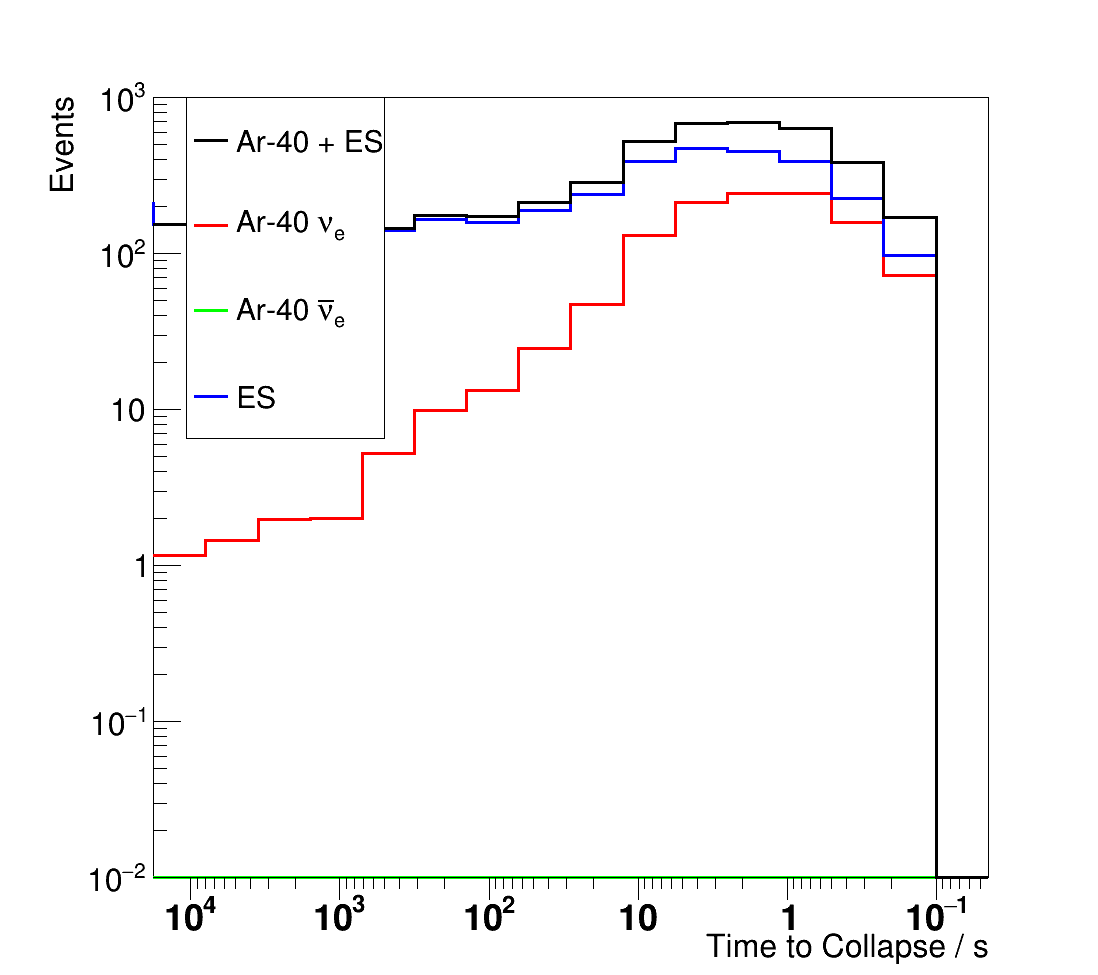 Events
10³
10²
10
1
10⁻¹
10⁻²
Ar-40 + ES
Ar-40 νₑ
Ar-40 ν̅ₑ
ES
10⁴ 10³ 10² 10 1 10⁻¹
Time to Collapse / s